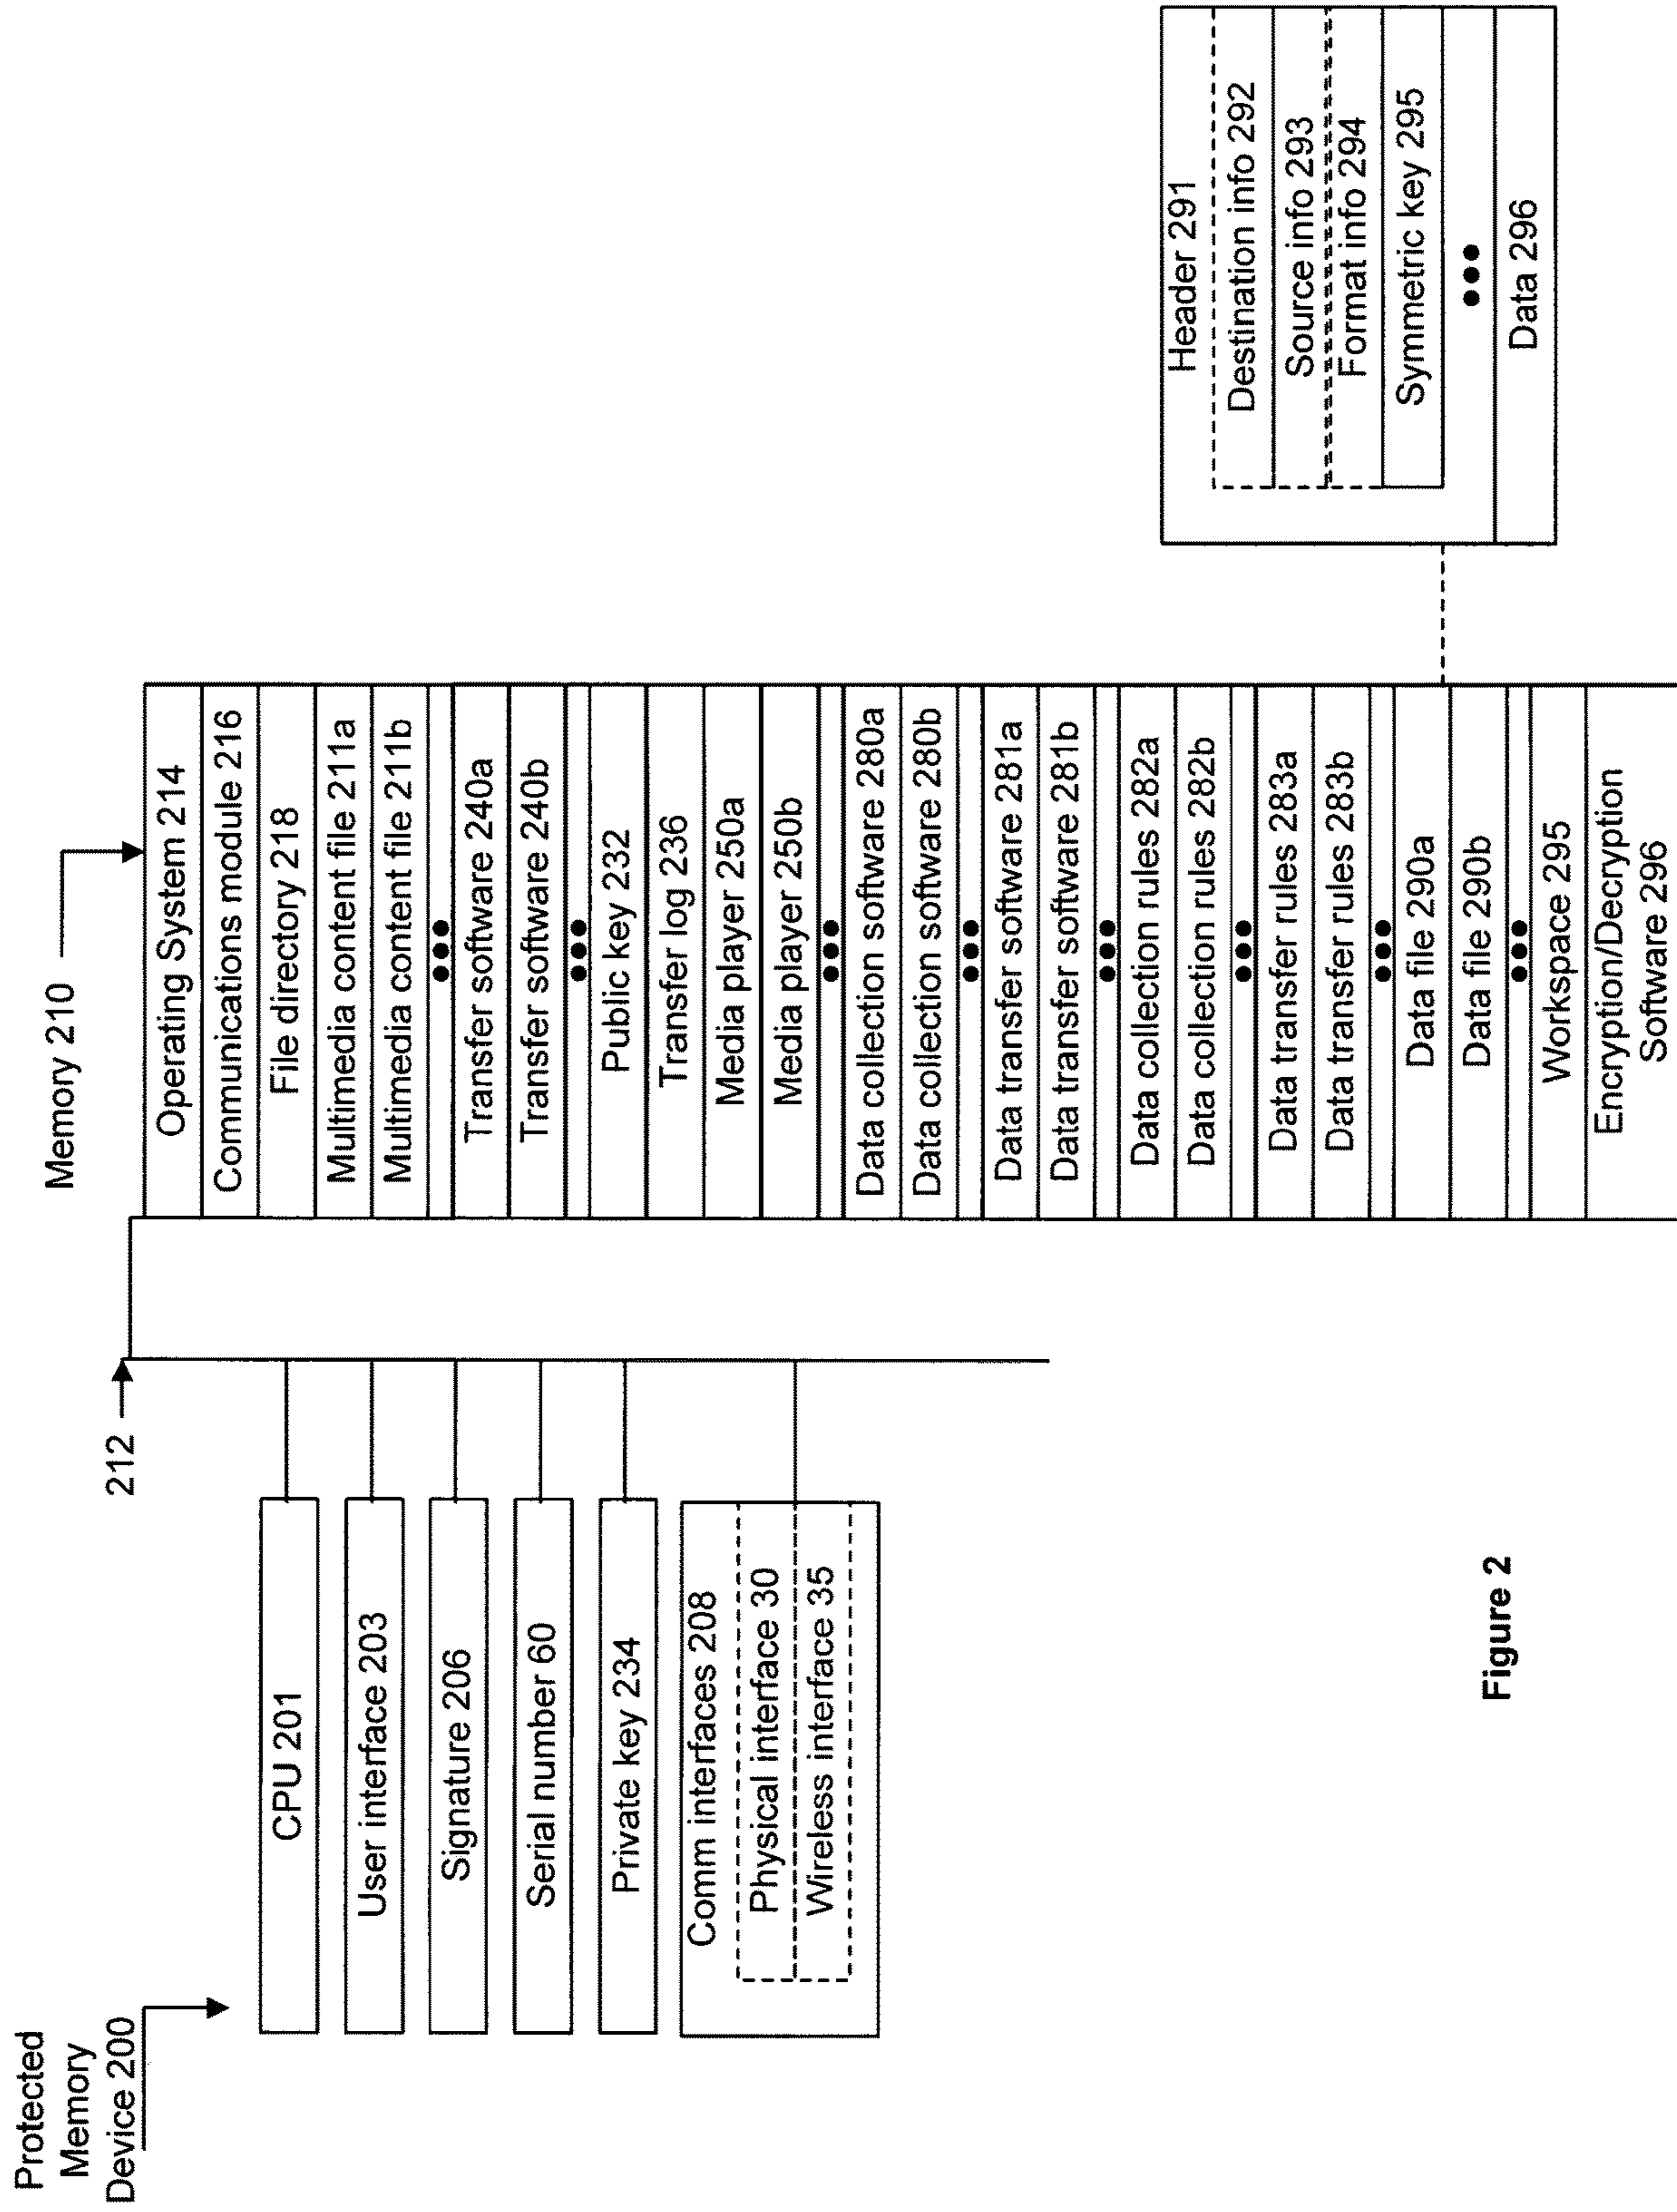 Protected
Memory
Device 200
212
CPU 201
User interface 203
Signature 206
Serial number 60
Private key 234
Comm interfaces 208
Physical interface 30
Wireless interface 35
Memory 210
Operating System 214
Communications module 216
File directory 218
Multimedia content file 211a
Multimedia content file 211b
Transfer software 240a
Transfer software 240b
Public key 232
Transfer log 236
Media player 250a
Media player 250b
Data collection software 280a
Data collection software 280b
Data transfer software 281a
Data transfer software 281b
Data collection rules 282a
Data collection rules 282b
Data transfer rules 283a
Data transfer rules 283b
Data file 290a
Data file 290b
Workspace 295
Encryption/Decryption
Software 296
Header 291
Destination info 292
Source info 293
Format info 294
Symmetric key 295
Data 296
Figure 2